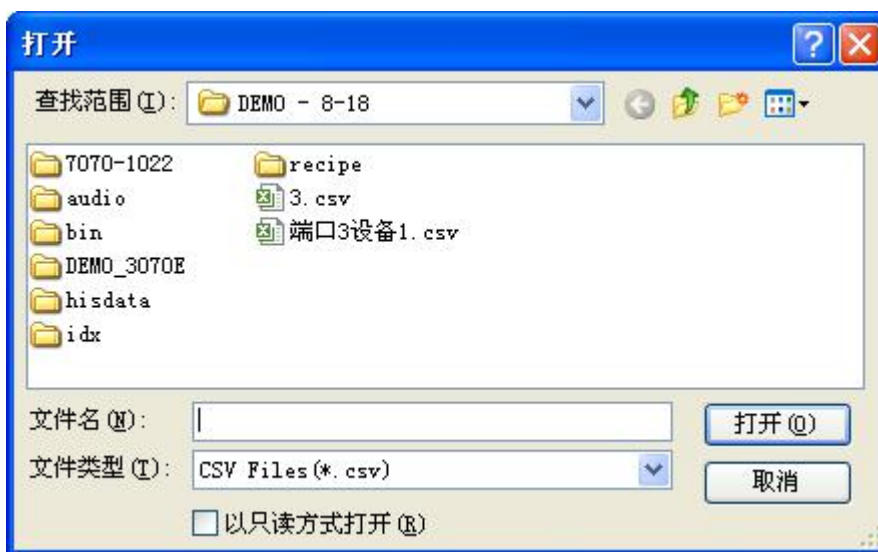 打开
查找范围(I): DEMO - 8-18
7070-1022
audio
bin
DEMO_3070E
hisdata
idx
recipe
3.csv
端口3设备1.csv
文件名(N):
打开(O)
文件类型(T): CSV Files(*.csv)
取消
以只读方式打开(R)